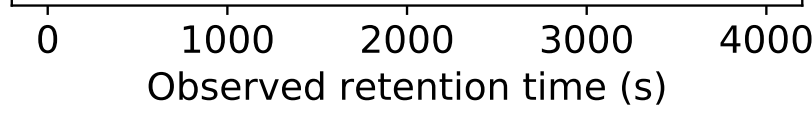 0 1000 2000 3000 4000
Observed retention time (s)